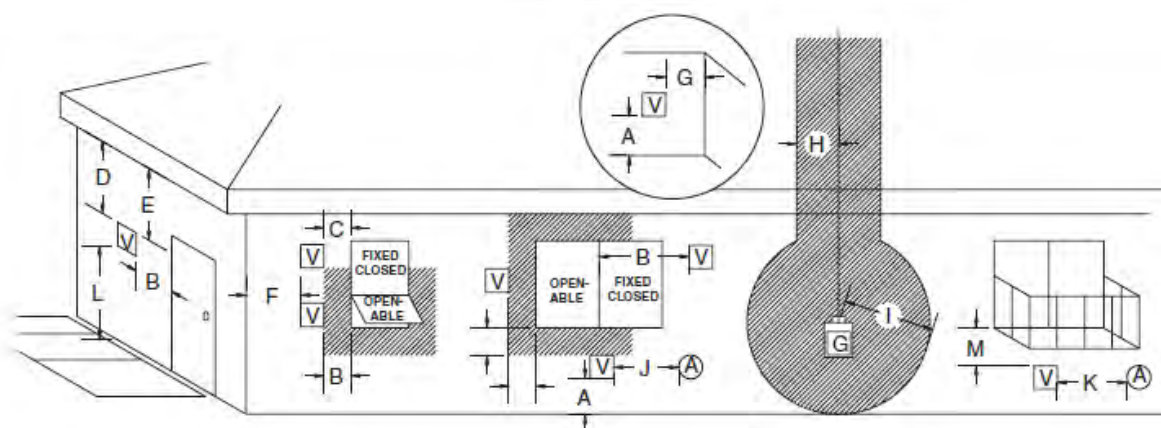 G
V
A
H
D
E
C
V
FIXED
CLOSED
V
B
V
V
B
L
F
V
OPEN-
ABLE
OPEN-
ABLE
FIXED
CLOSED
I
G
M
B
V
J
A
A
V
K
A